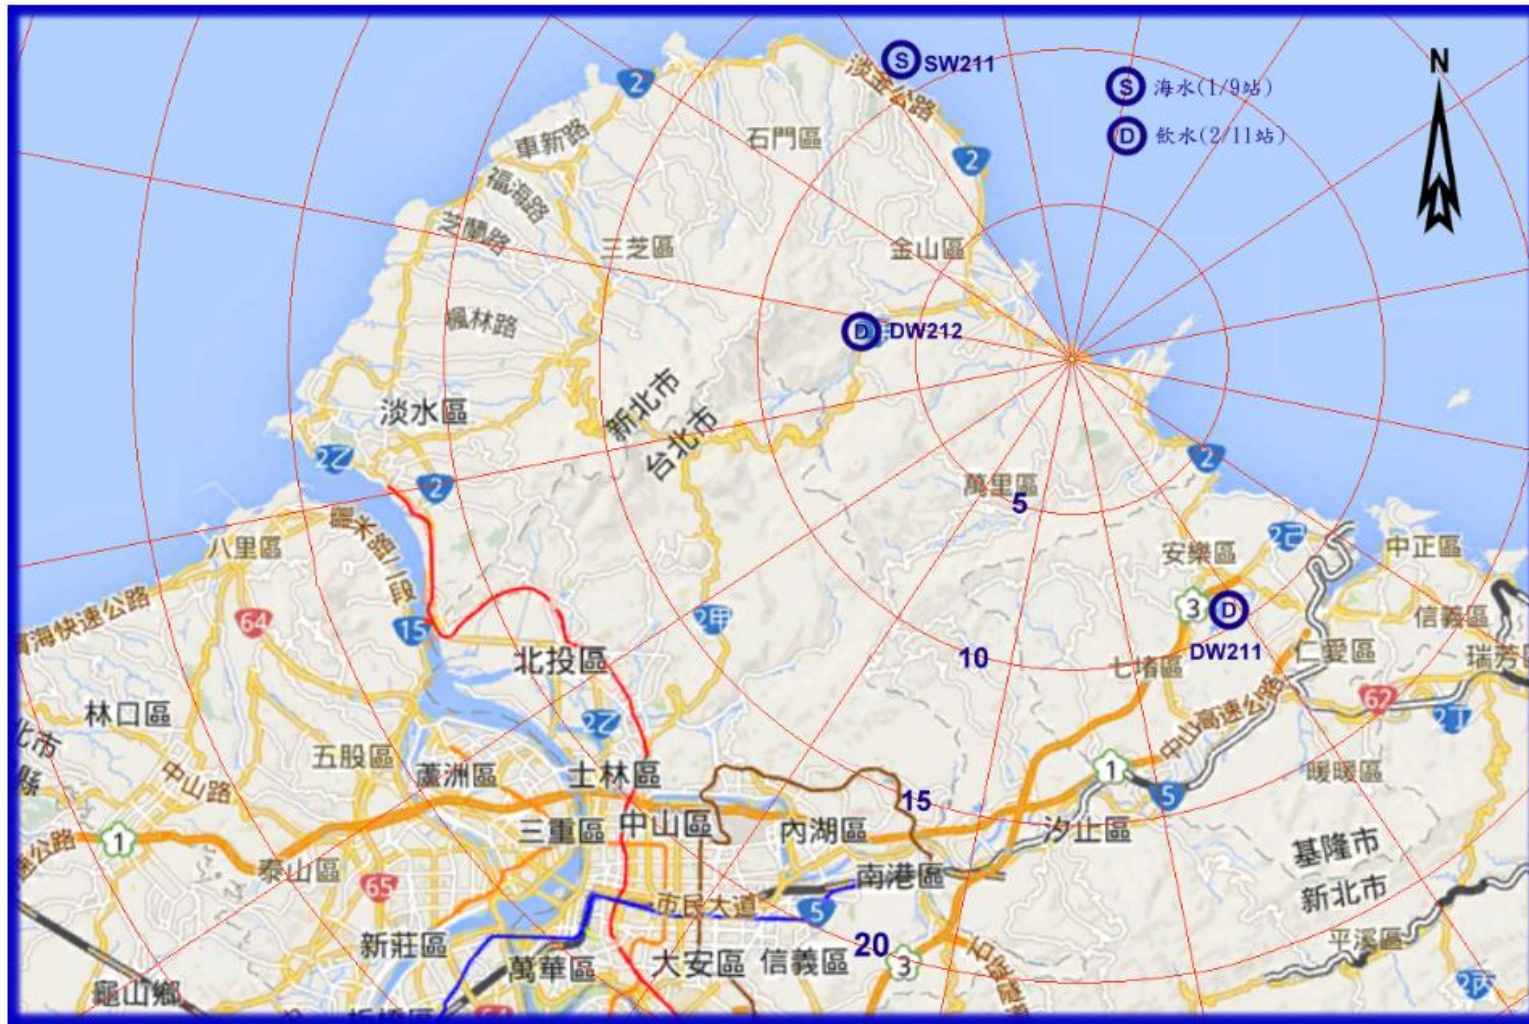 N
S SW211
淡金公路
S 海水(1/9站)
D 飲水(2/11站)
2
石門區
車新路
2
福海路
芝蘭路
三芝區
金山區
楓林路
D DW212
新北市
台北市
淡水區
2乙
2
2
萬里區
5
八里區
安樂區
2己
中正區
64
15
2甲
3
D
DW211
信義區
仁愛區
北投區
10
七堵區
62
2丁
林口區
2乙
中山高速公路
五股區
蘆洲區
士林區
中山路
1
5
暖暖區
15
1
三重區
中山區
內湖區
汐止區
基隆市
新北市
泰山區
65
南港區
市民大道
5
新莊區
20
平溪區
萬華區
大安區
信義區
3
2丙
龜山鄉